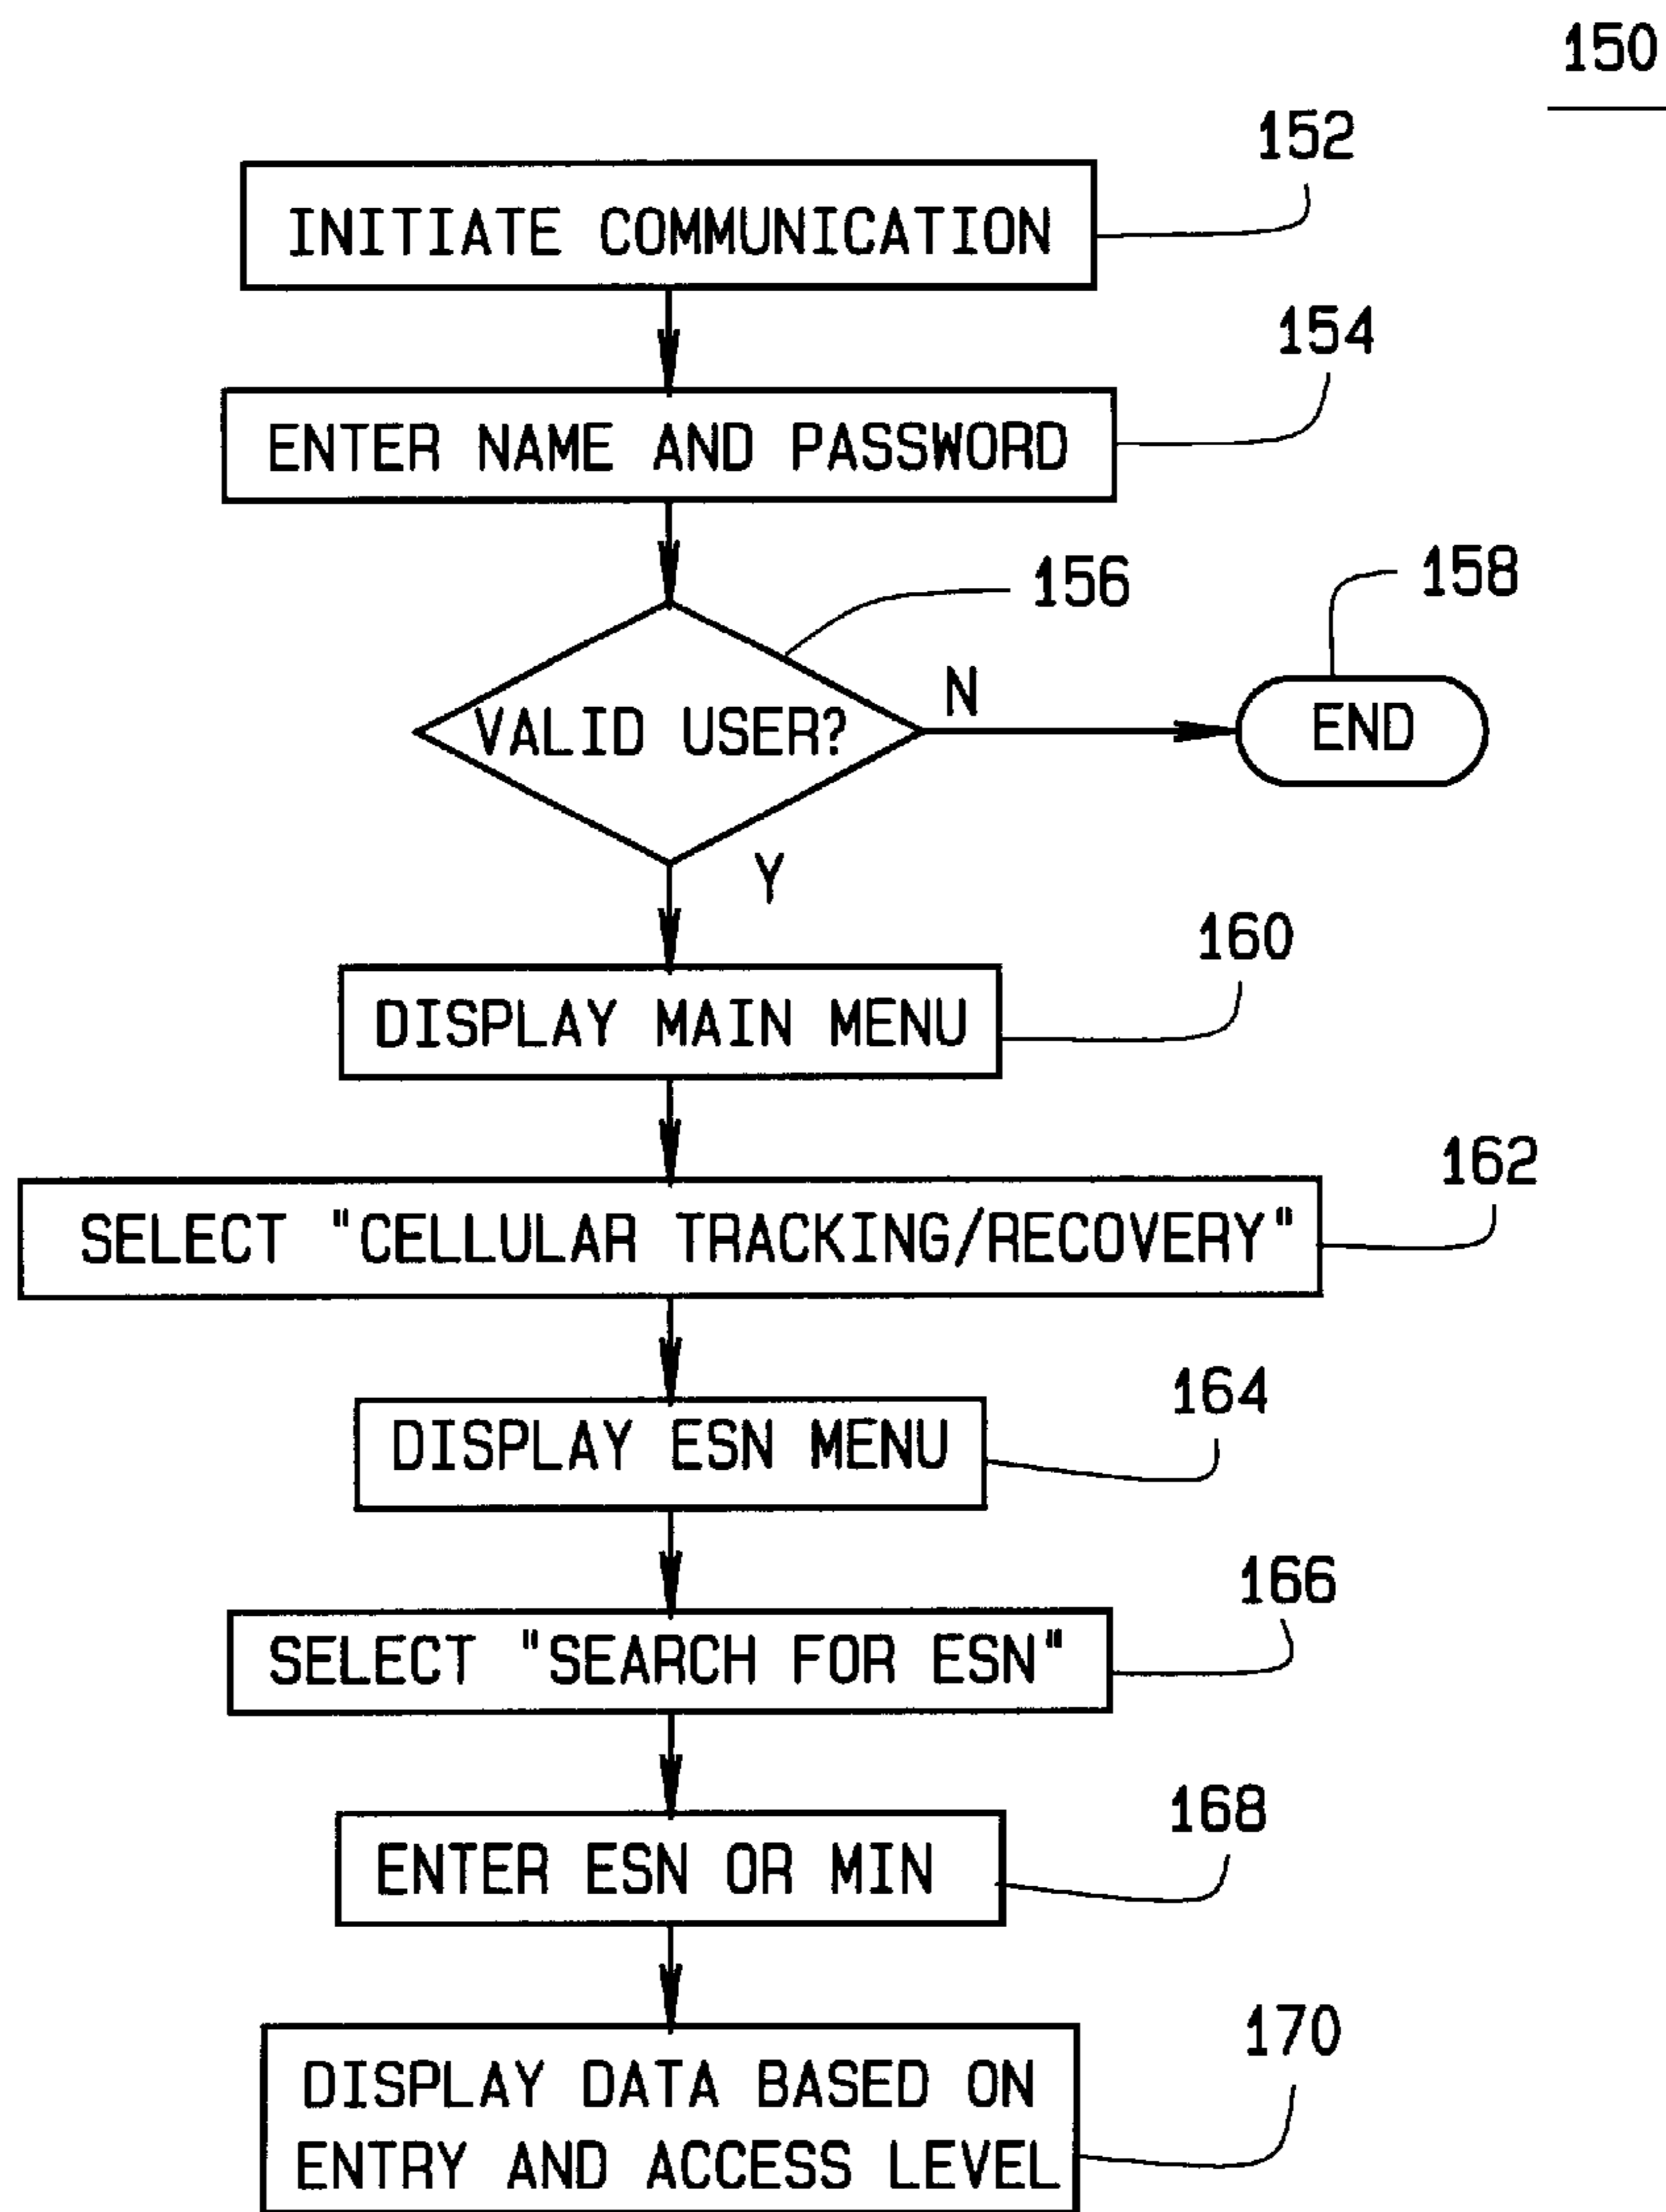 150
152
INITIATE COMMUNICATION
154
ENTER NAME AND PASSWORD
156
158
VALID USER?
N
END
Y
160
DISPLAY MAIN MENU
162
SELECT "CELLULAR TRACKING/RECOVERY"
164
DISPLAY ESN MENU
166
SELECT "SEARCH FOR ESN"
168
ENTER ESN OR MIN
170
DISPLAY DATA BASED ON
ENTRY AND ACCESS LEVEL